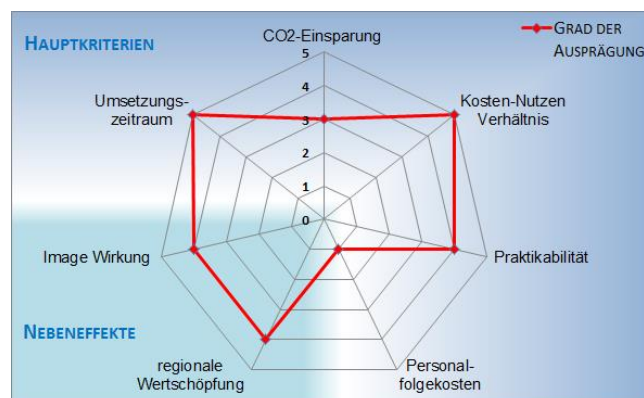 HAUPTKRITERIEN
GRAD DER
AUSPRÄGUNG
CO2-Einsparung
5
4
3
2
1
0
Umsetzungs-
zeitraum
Kosten-Nutzen
Verhältnis
Image Wirkung
Praktikabilität
NEBENEFFEKTE
regionale
Wertschöpfung
Personal-
folgekosten